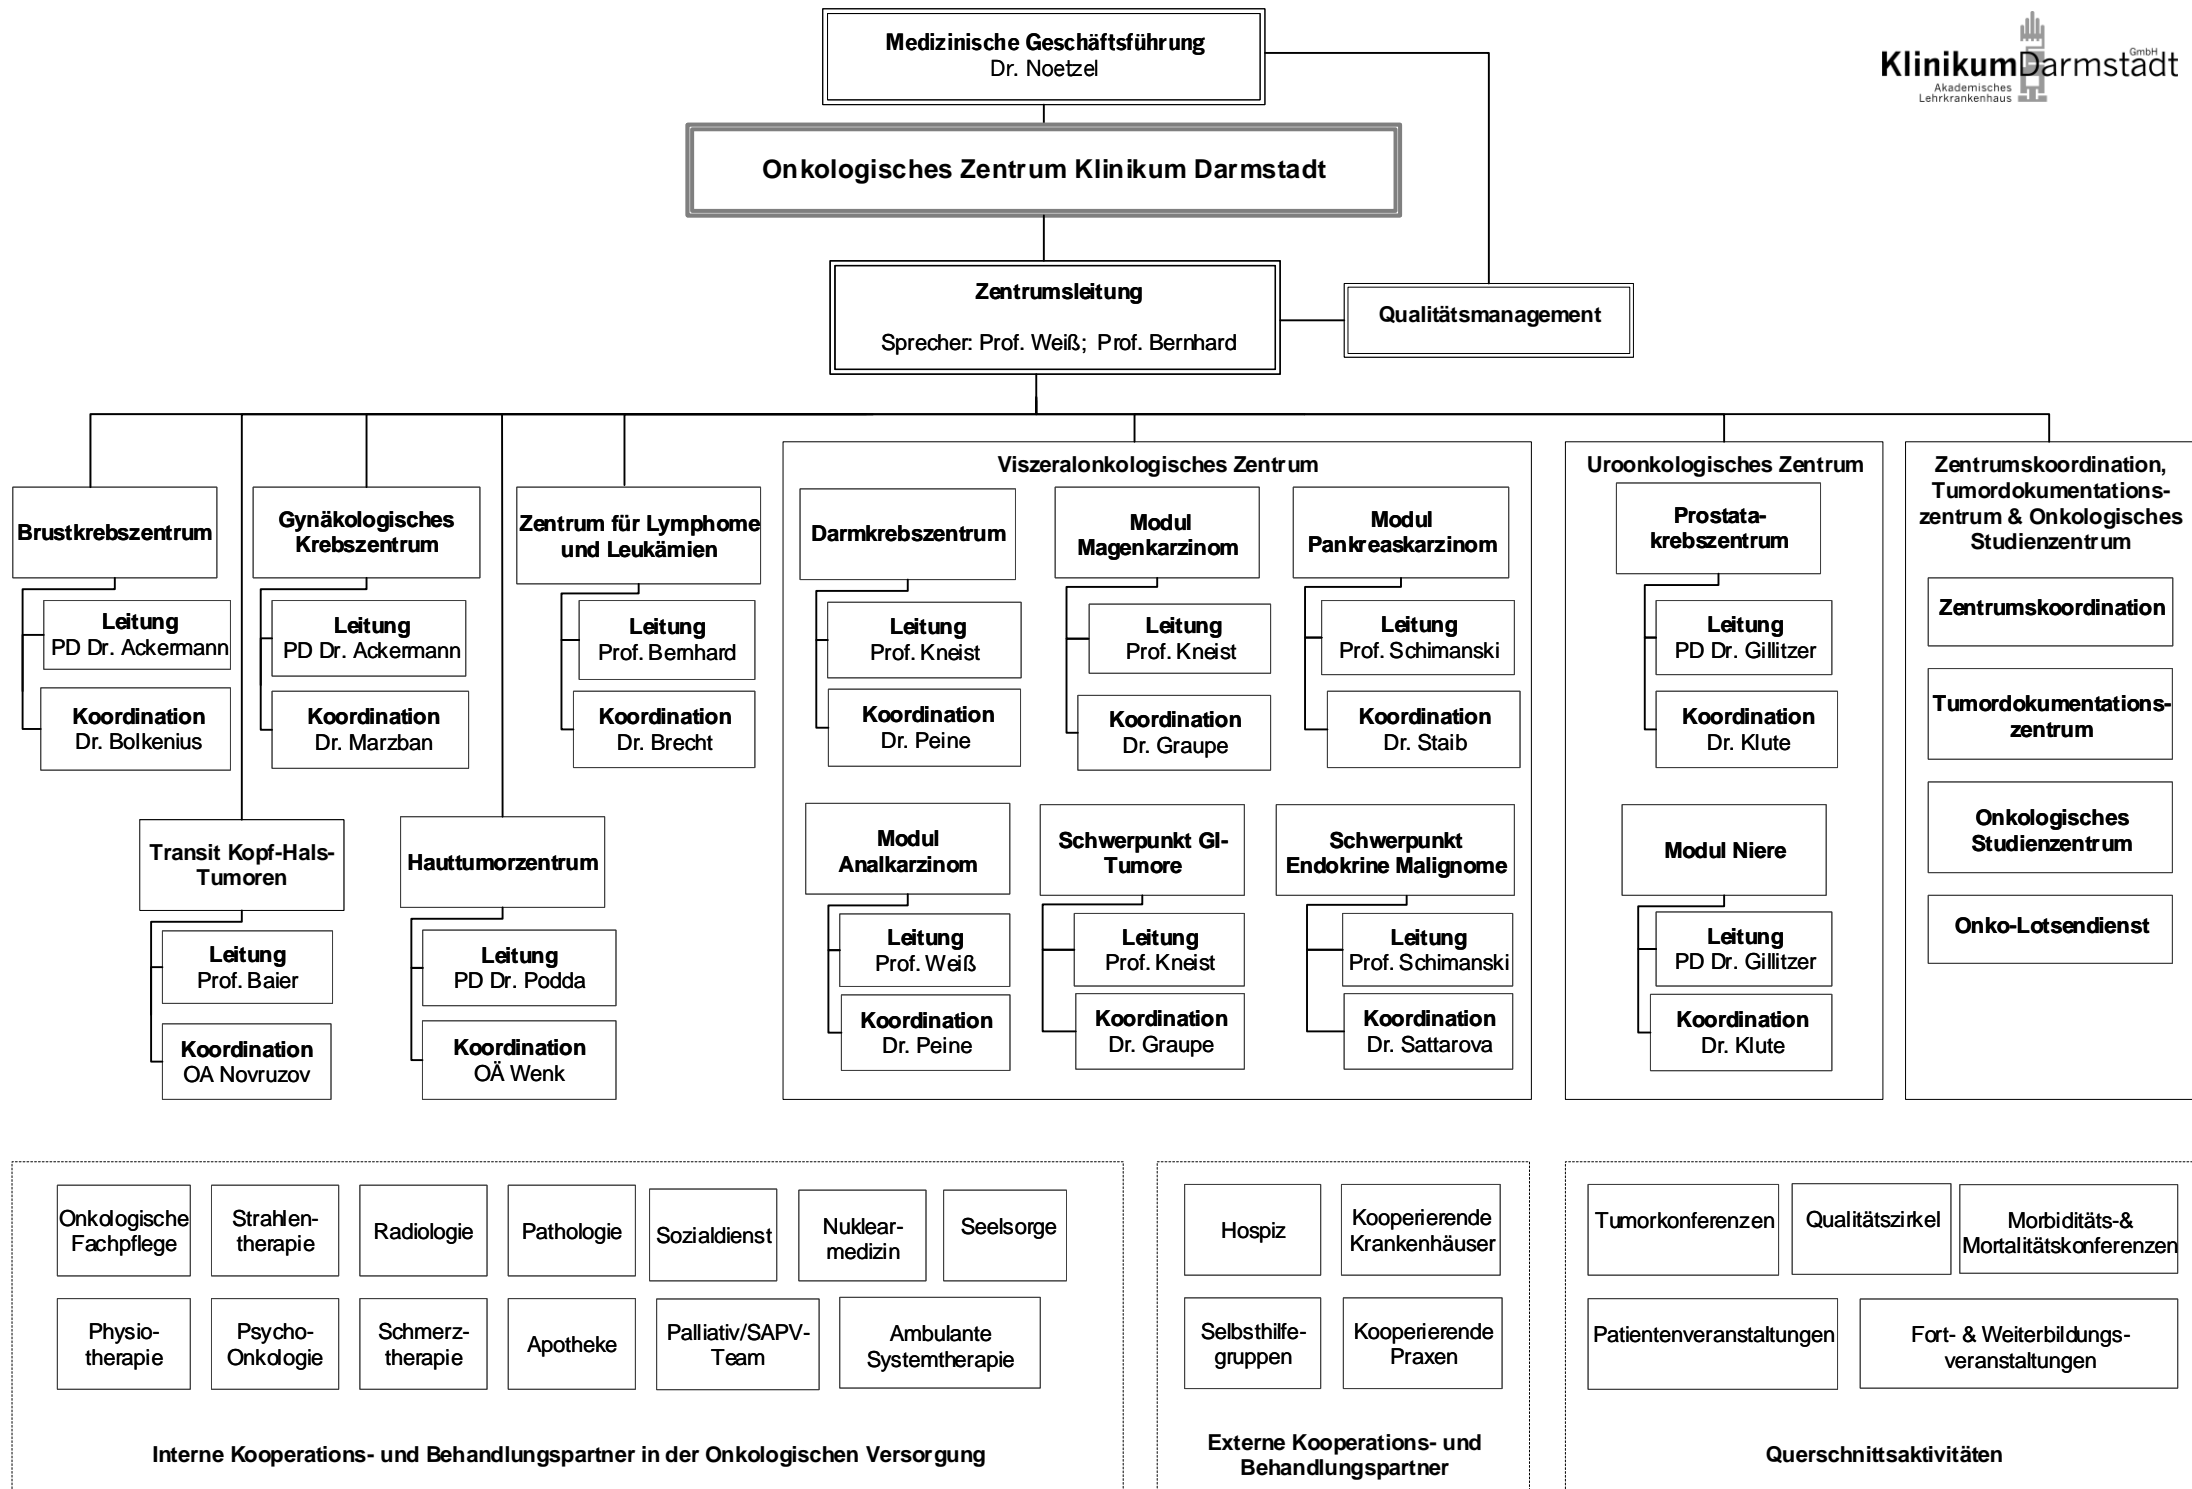 Medizinische Geschäftsführung
Dr. Noetzel
KlinikumDarmstadt
GmbH
Akademisches
Lehrkrankenhaus
Onkologisches Zentrum Klinikum Darmstadt
Zentrumsleitung
Sprecher: Prof. Weiß; Prof. Bernhard
Qualitätsmanagement
Brustkrebszentrum
Leitung
PD Dr. Ackermann
Koordination
Dr. Bolkenius
Gynäkologisches
Krebszentrum
Leitung
PD Dr. Ackermann
Koordination
Dr. Marzban
Zentrum für Lymphome
und Leukämien
Leitung
Prof. Bernhard
Koordination
Dr. Brecht
Transit Kopf-Hals-
Tumoren
Leitung
Prof. Baier
Koordination
OA Novruzov
Hauttumorzentrum
Leitung
PD Dr. Podda
Koordination
OÄ Wenk
Viszeralonkologisches Zentrum
Darmkrebszentrum
Leitung
Prof. Kneist
Koordination
Dr. Peine
Modul
Magenkarzinom
Leitung
Prof. Kneist
Koordination
Dr. Graupe
Modul
Pankreaskarzinom
Leitung
Prof. Schimanski
Koordination
Dr. Staib
Modul
Analkarzinom
Leitung
Prof. Weiß
Koordination
Dr. Peine
Schwerpunkt GI-
Tumore
Leitung
Prof. Kneist
Koordination
Dr. Graupe
Schwerpunkt
Endokrine Malignome
Leitung
Prof. Schimanski
Koordination
Dr. Sattarova
Uroonkologisches Zentrum
Prostata-
krebszentrum
Leitung
PD Dr. Gillitzer
Koordination
Dr. Klute
Modul Niere
Leitung
PD Dr. Gillitzer
Koordination
Dr. Klute
Zentrumskoordination,
Tumordokumentations-
zentrum & Onkologisches
Studienzentrum
Zentrumskoordination
Tumordokumentations-
zentrum
Onkologisches
Studienzentrum
Onko-Lotsendienst
Onkologische
Fachpflege
Strahlen-
therapie
Radiologie
Pathologie
Sozialdienst
Nuklear-
medizin
Seelsorge
Physio-
therapie
Psycho-
Onkologie
Schmerz-
therapie
Apotheke
Palliativ/SAPV-
Team
Ambulante
Systemtherapie
Interne Kooperations- und Behandlungspartner in der Onkologischen Versorgung
Hospiz
Kooperierende
Krankenhäuser
Selbsthilfe-
gruppen
Kooperierende
Praxen
Externe Kooperations- und
Behandlungspartner
Tumorkonferenzen
Qualitätszirkel
Morbiditäts-&
Mortalitätskonferenzen
Patientenveranstaltungen
Fort- & Weiterbildungs-
veranstaltungen
Querschnittsaktivitäten